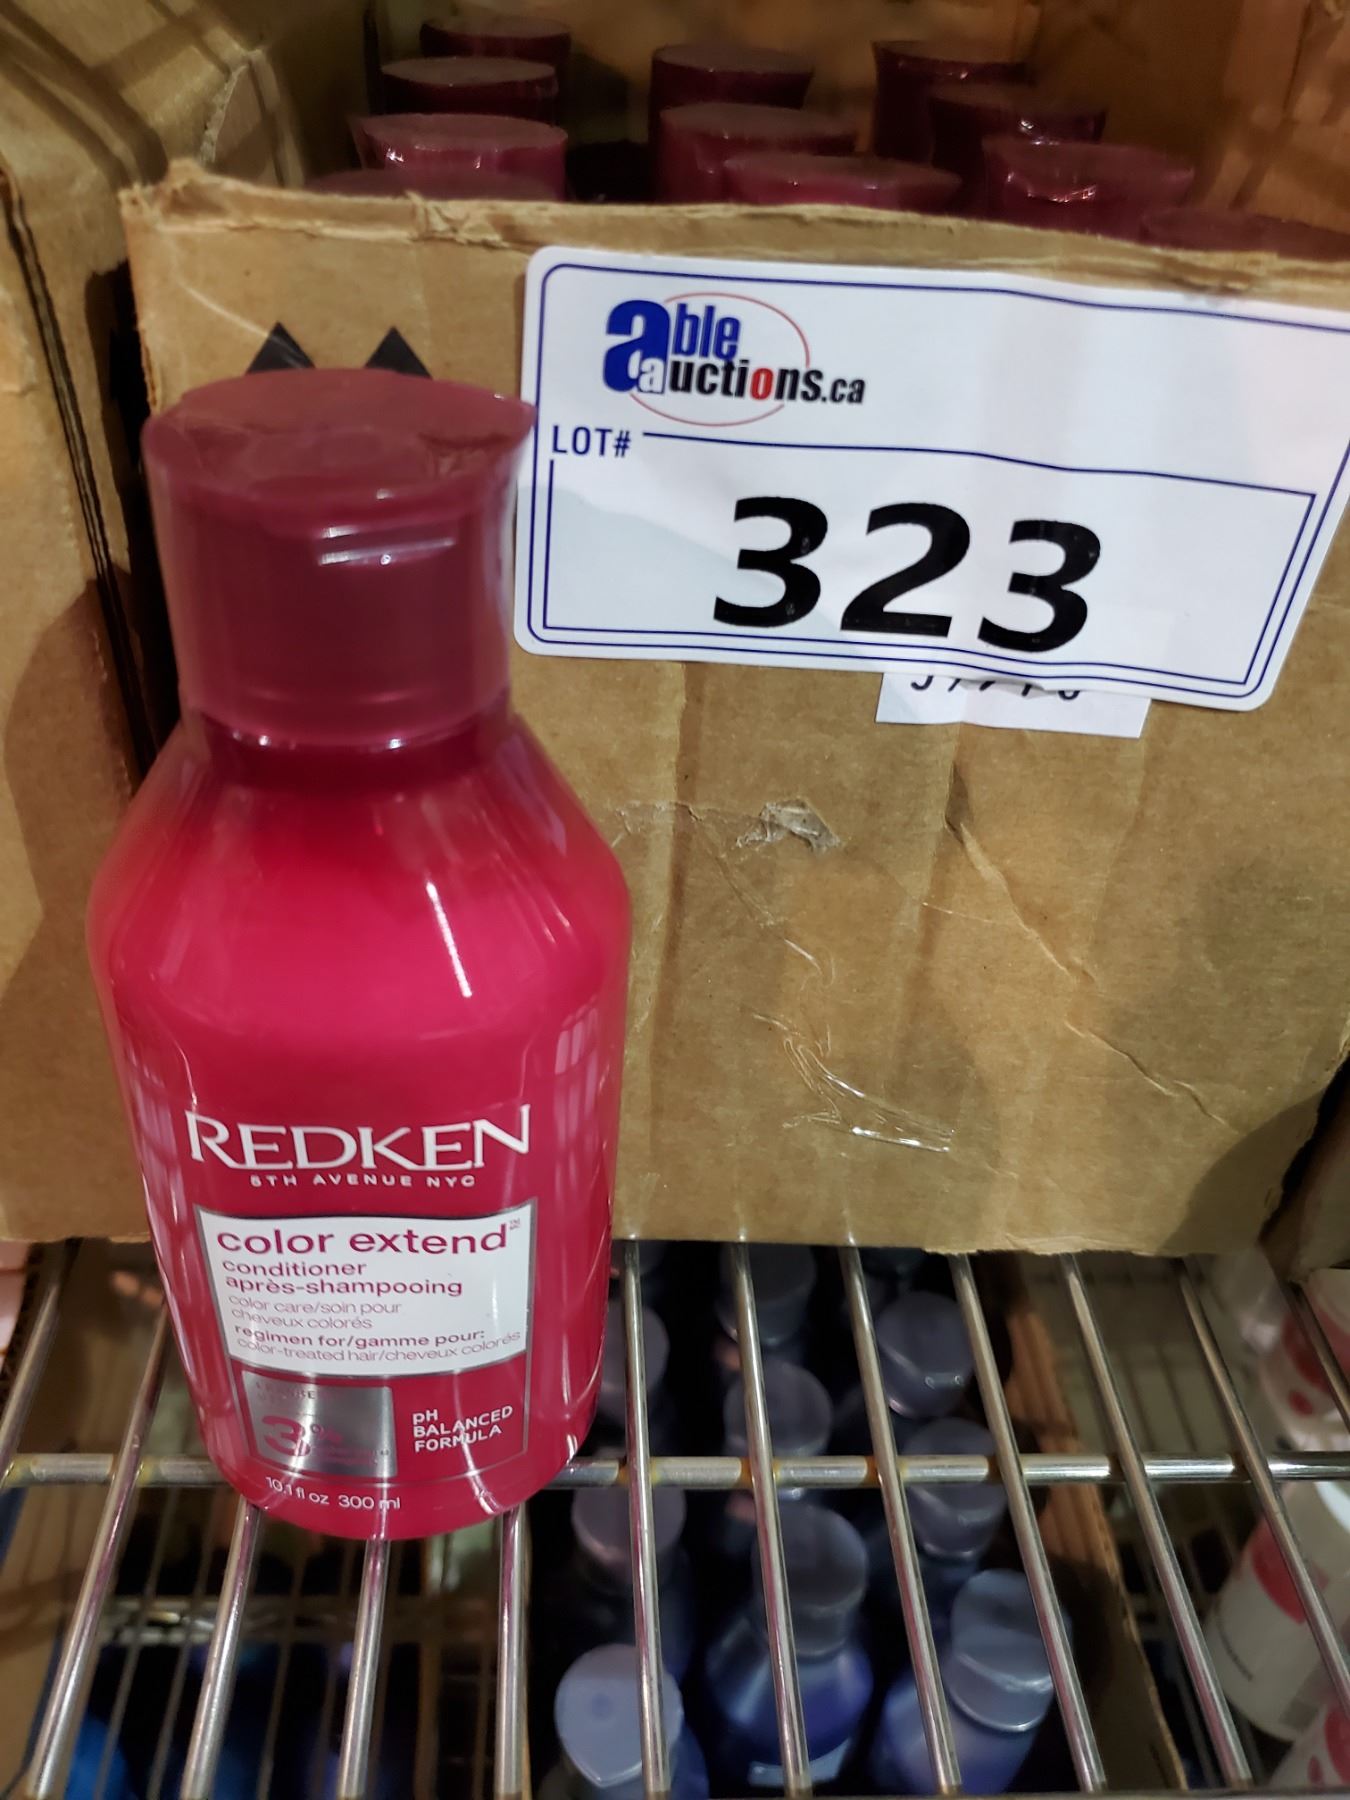 able
auctions.ca
LOT#
323
REDKEN
5TH AVENUE NYC
color extend
conditioner
après-shampooing
color care/soin pour
cheveux colorés
regimen for/gamme pour:
color-treated hair/cheveux colorés
3%
pH
BALANCED
FORMULA
10.1 fl oz 300 ml